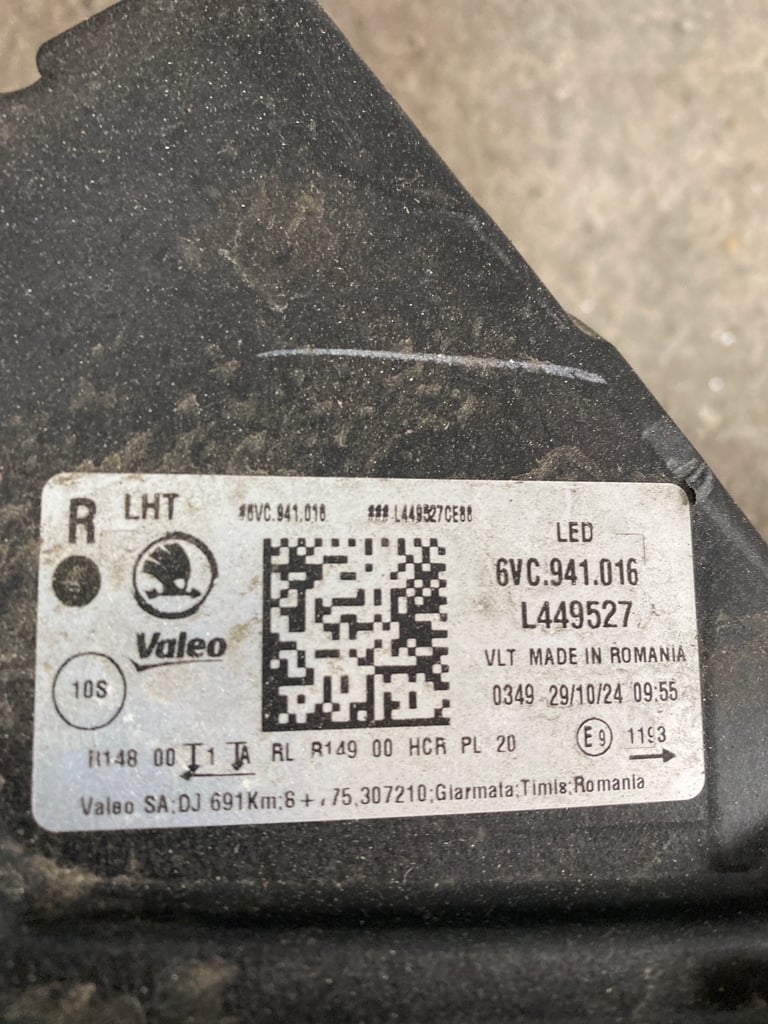 R LHT #6VC.941.016 ### L449527CE88
LED
6VC.941.016
L449527
Valeo
VLT MADE IN ROMANIA
10S
0349 29/10/24 09:55
R148 00 1 A RL R149 00 HCR PL 20 E9 1193
Valeo SA;DJ 691Km;6+,75,307210;Giarmata;Timis;Romania